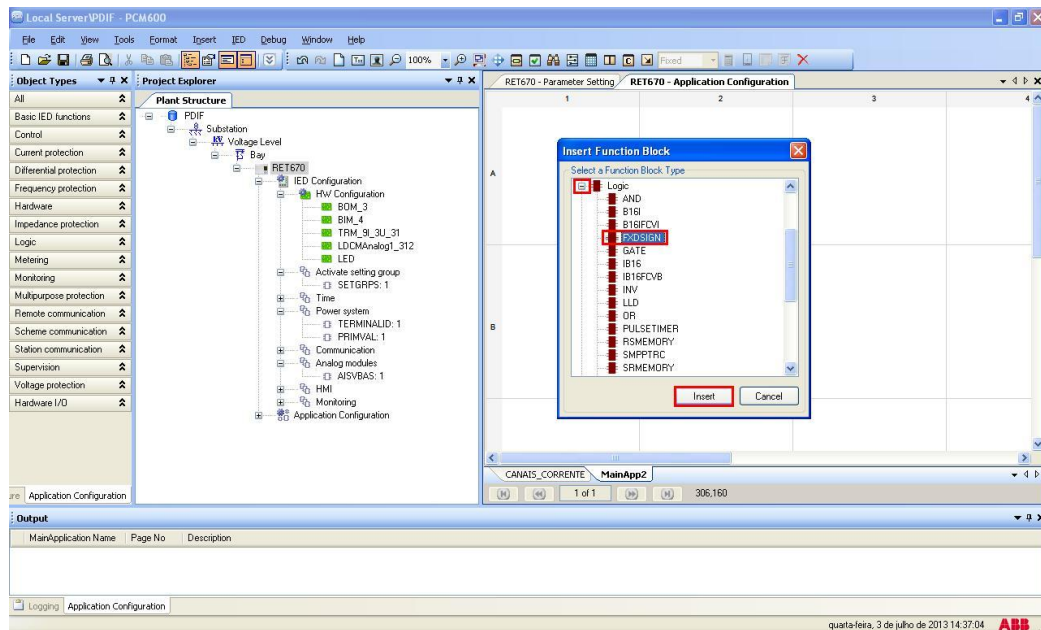 Local Server\PDIF - PCM600
File Edit View Tools Format Insert IED Debug Window Help
100% Fixed
Object Types
All
Basic IED functions
Control
Current protection
Differential protection
Frequency protection
Hardware
Impedance protection
Logic
Metering
Monitoring
Multipurpose protection
Remote communication
Scheme communication
Station communication
Supervision
Voltage protection
Hardware I/O
Application Configuration
Project Explorer
Plant Structure
PDIF
Substation
Voltage Level
Bay
RET670
IED Configuration
HW Configuration
BOM_3
BIM_4
TRM_9I_3U_31
LDCMAnalog1_312
LED
Activate setting group
SETGRPS: 1
Time
Power system
TERMINALID: 1
PRIMVAL: 1
Communication
Analog modules
AISVBAS: 1
HMI
Monitoring
Application Configuration
RET670 - Parameter Setting RET670 - Application Configuration
1 2 3 4
A
B
Insert Function Block
Select a Function Block Type
Logic
AND
B16I
B16IFCVI
FXDSIGN
GATE
IB16
IB16FCVB
INV
LLD
OR
PULSETIMER
RSMEMORY
SMPPTRC
SRMEMORY
Insert Cancel
CANAIS_CORRENTE MainApp2
1 of 1 306,160
Output
MainApplication Name Page No Description
Logging Application Configuration
quarta-feira, 3 de julho de 2013 14:37:04 ABB